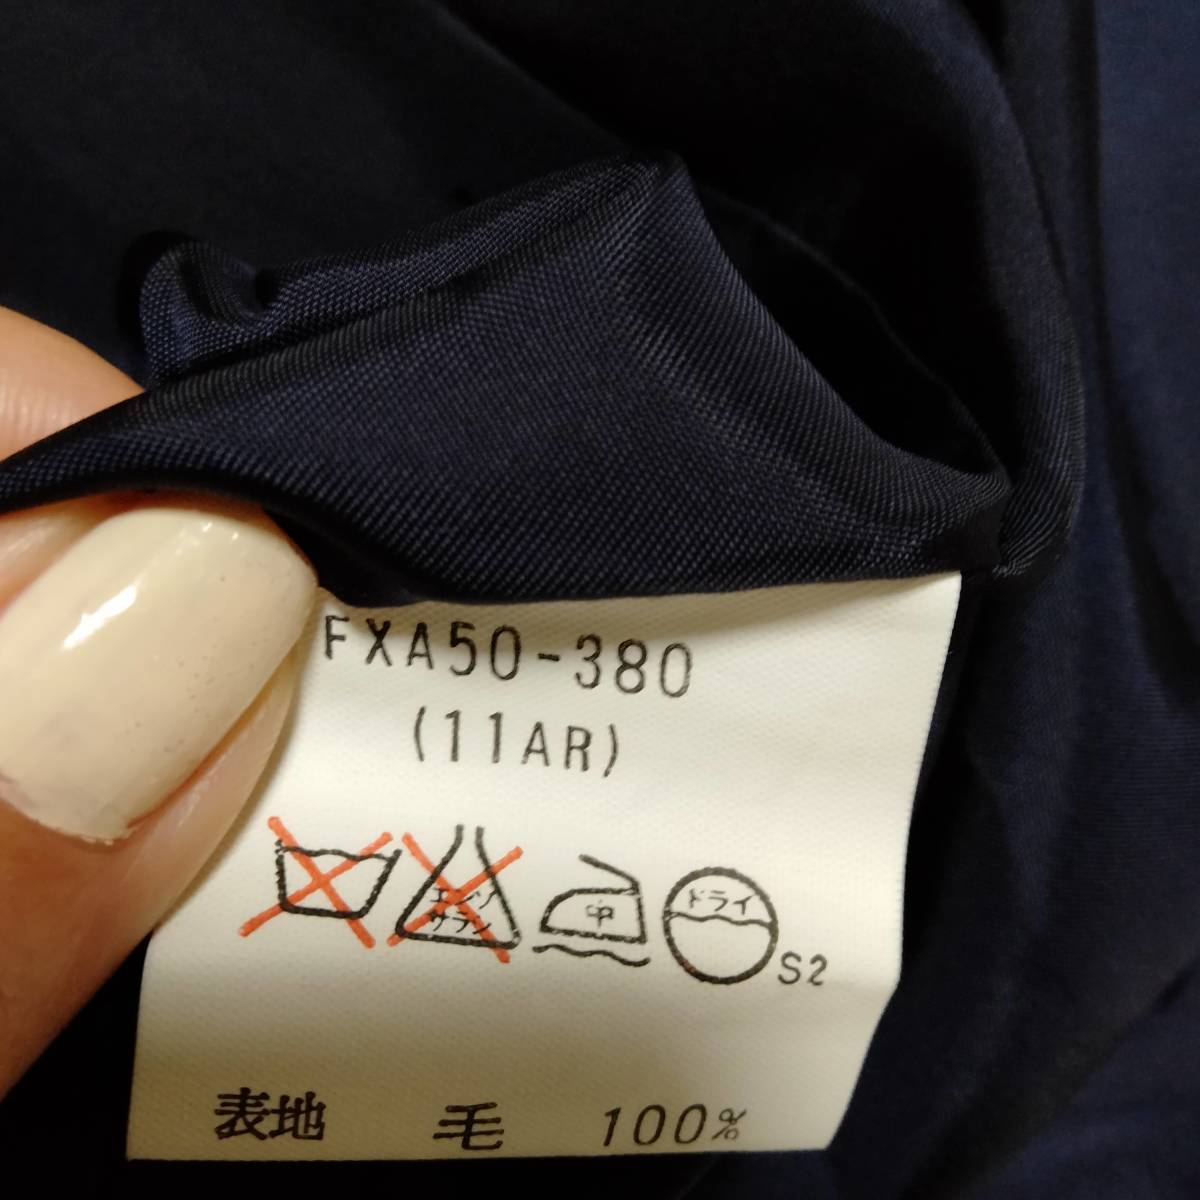 FXA50-380
(11AR)
エンソ
サラシ
中
ドライ
S2
表地 毛 100%